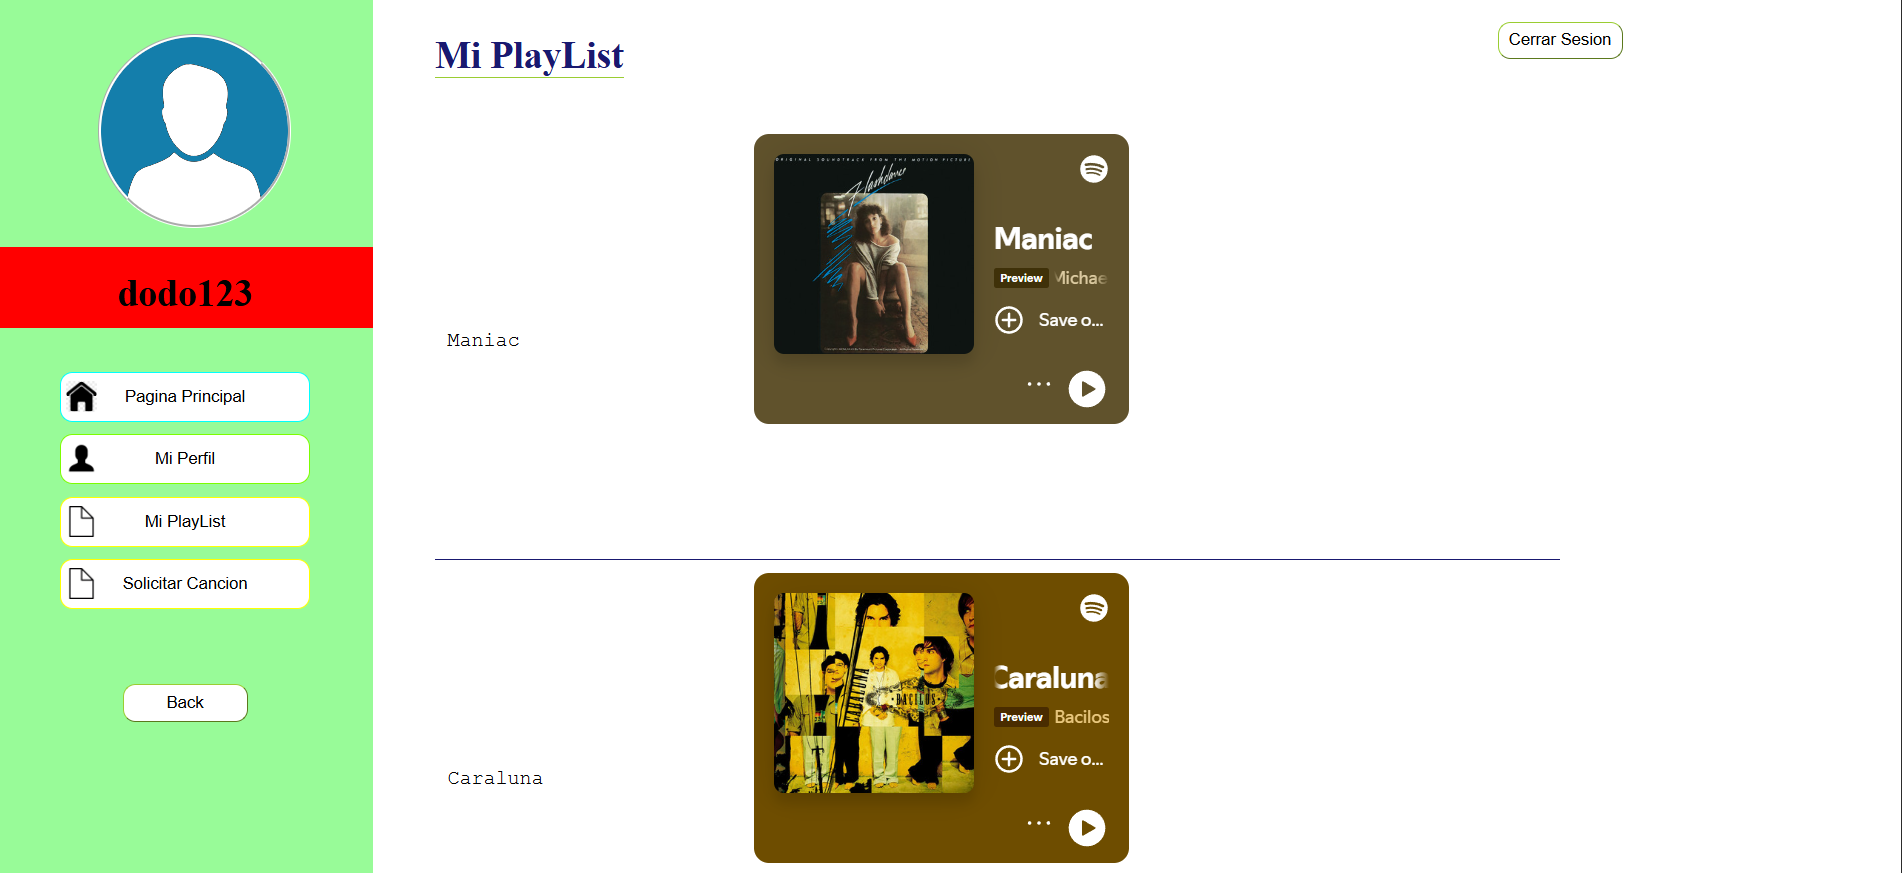 dodo123
Pagina Principal
Mi Perfil
Mi PlayList
Solicitar Cancion
Back
Mi PlayList
Cerrar Sesion
Maniac
ORIGINAL SOUNDTRACK FROM THE MOTION PICTURE
Flashdance
Maniac
Preview Michae
Save o...
Caraluna
BACILOS
CARALUNA
Caraluna
Preview Bacilos
Save o...